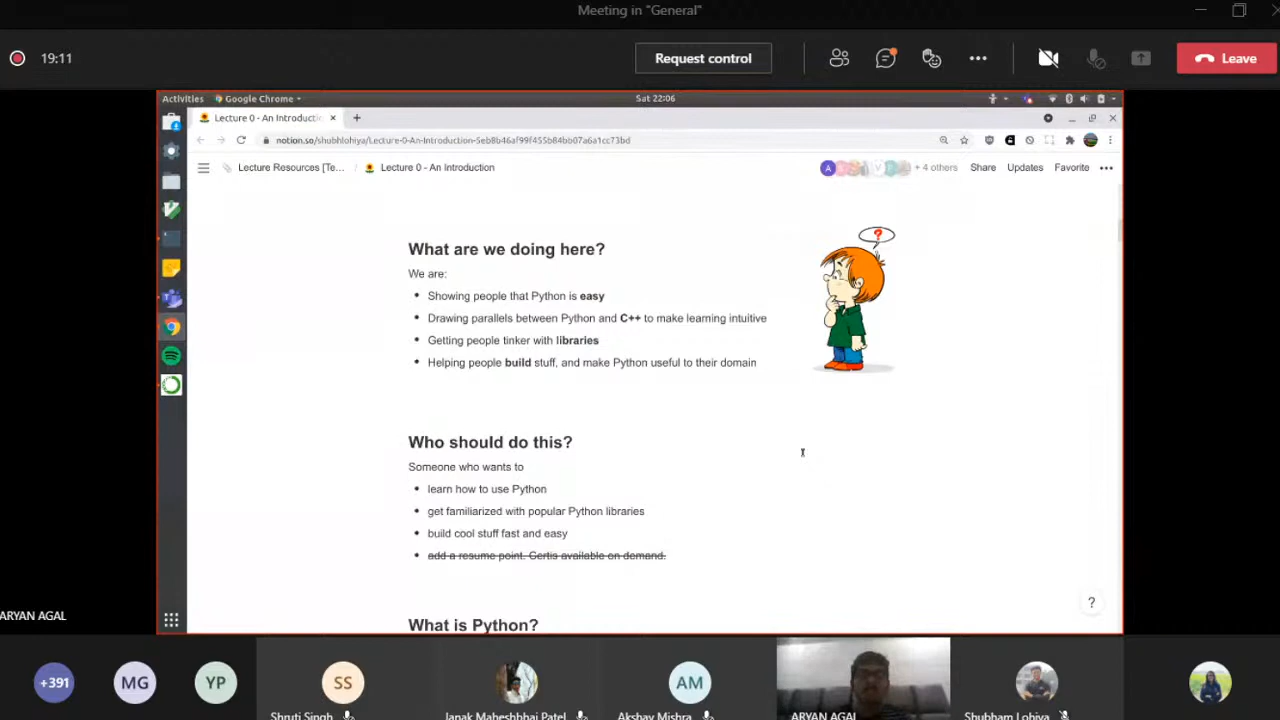 Meeting in "General"
19:11
Request control
Leave
Activities
Google Chrome
Sat 22:06
Lecture 0 - An Introductio
notion.so/shubhlohiya/Lecture-0-An-Introduction-5eb8b46af99f455b84bb07a6a1cc73bd
Lecture Resources [Te...
Lecture 0 - An Introduction
A
V
+ 4 others
Share
Updates
Favorite
What are we doing here?
We are:
Showing people that Python is easy
Drawing parallels between Python and C++ to make learning intuitive
Getting people tinker with libraries
Helping people build stuff, and make Python useful to their domain
?
Who should do this?
Someone who wants to
learn how to use Python
get familiarized with popular Python libraries
build cool stuff fast and easy
add a resume point. Certis available on demand.
What is Python?
?
ARYAN AGAL
+391
MG
YP
SS
AM
Shruti Singh
Janak Maheshbhai Patel
Akshay Mishra
ARYAN AGAL
Shubham Lohiya